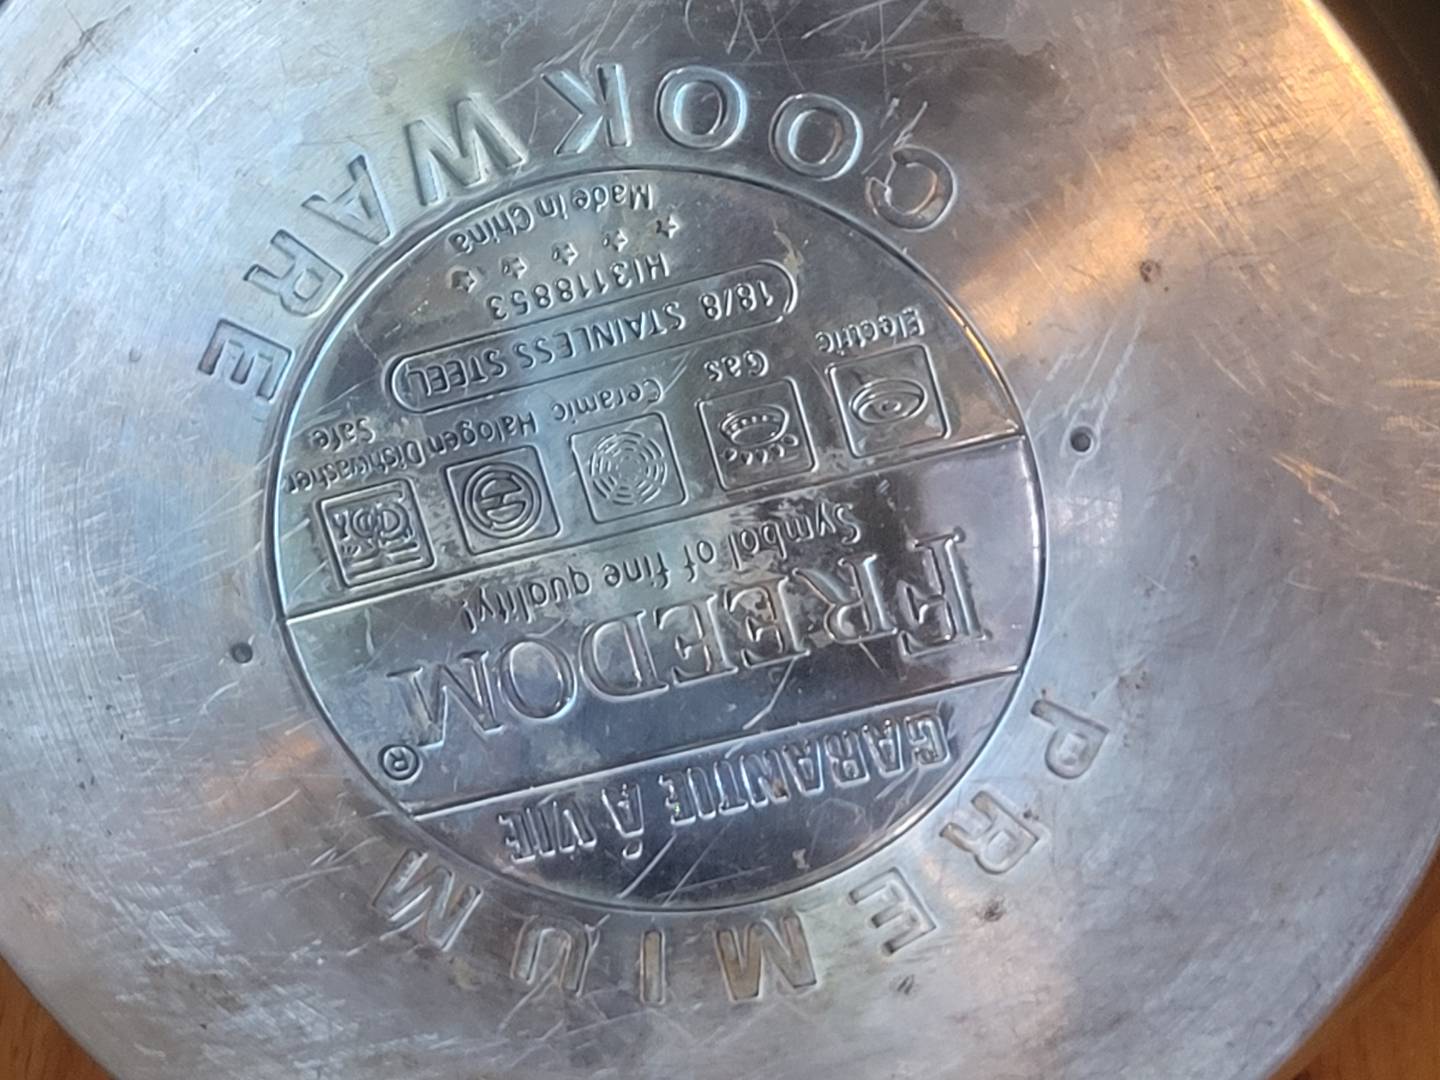 PREMIUM
GARANTIE Á VIE
FREEDOM®
Symbol of fine quality!
Electric Gas Ceramic Halogen Dishwasher Safe
18/8 STAINLESS STEEL
HI3118853
Made In China
COOKWARE